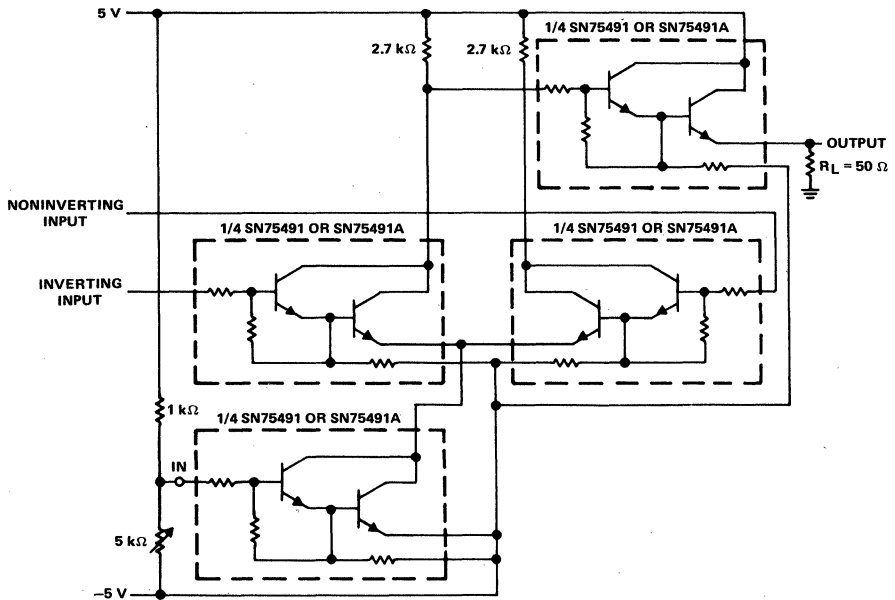 5 V
1/4 SN75491 OR SN75491A
2.7 kΩ
2.7 kΩ
OUTPUT
RL = 50 Ω
NONINVERTING
INPUT
1/4 SN75491 OR SN75491A
1/4 SN75491 OR SN75491A
INVERTING
INPUT
1 kΩ
1/4 SN75491 OR SN75491A
IN
5 kΩ
−5 V